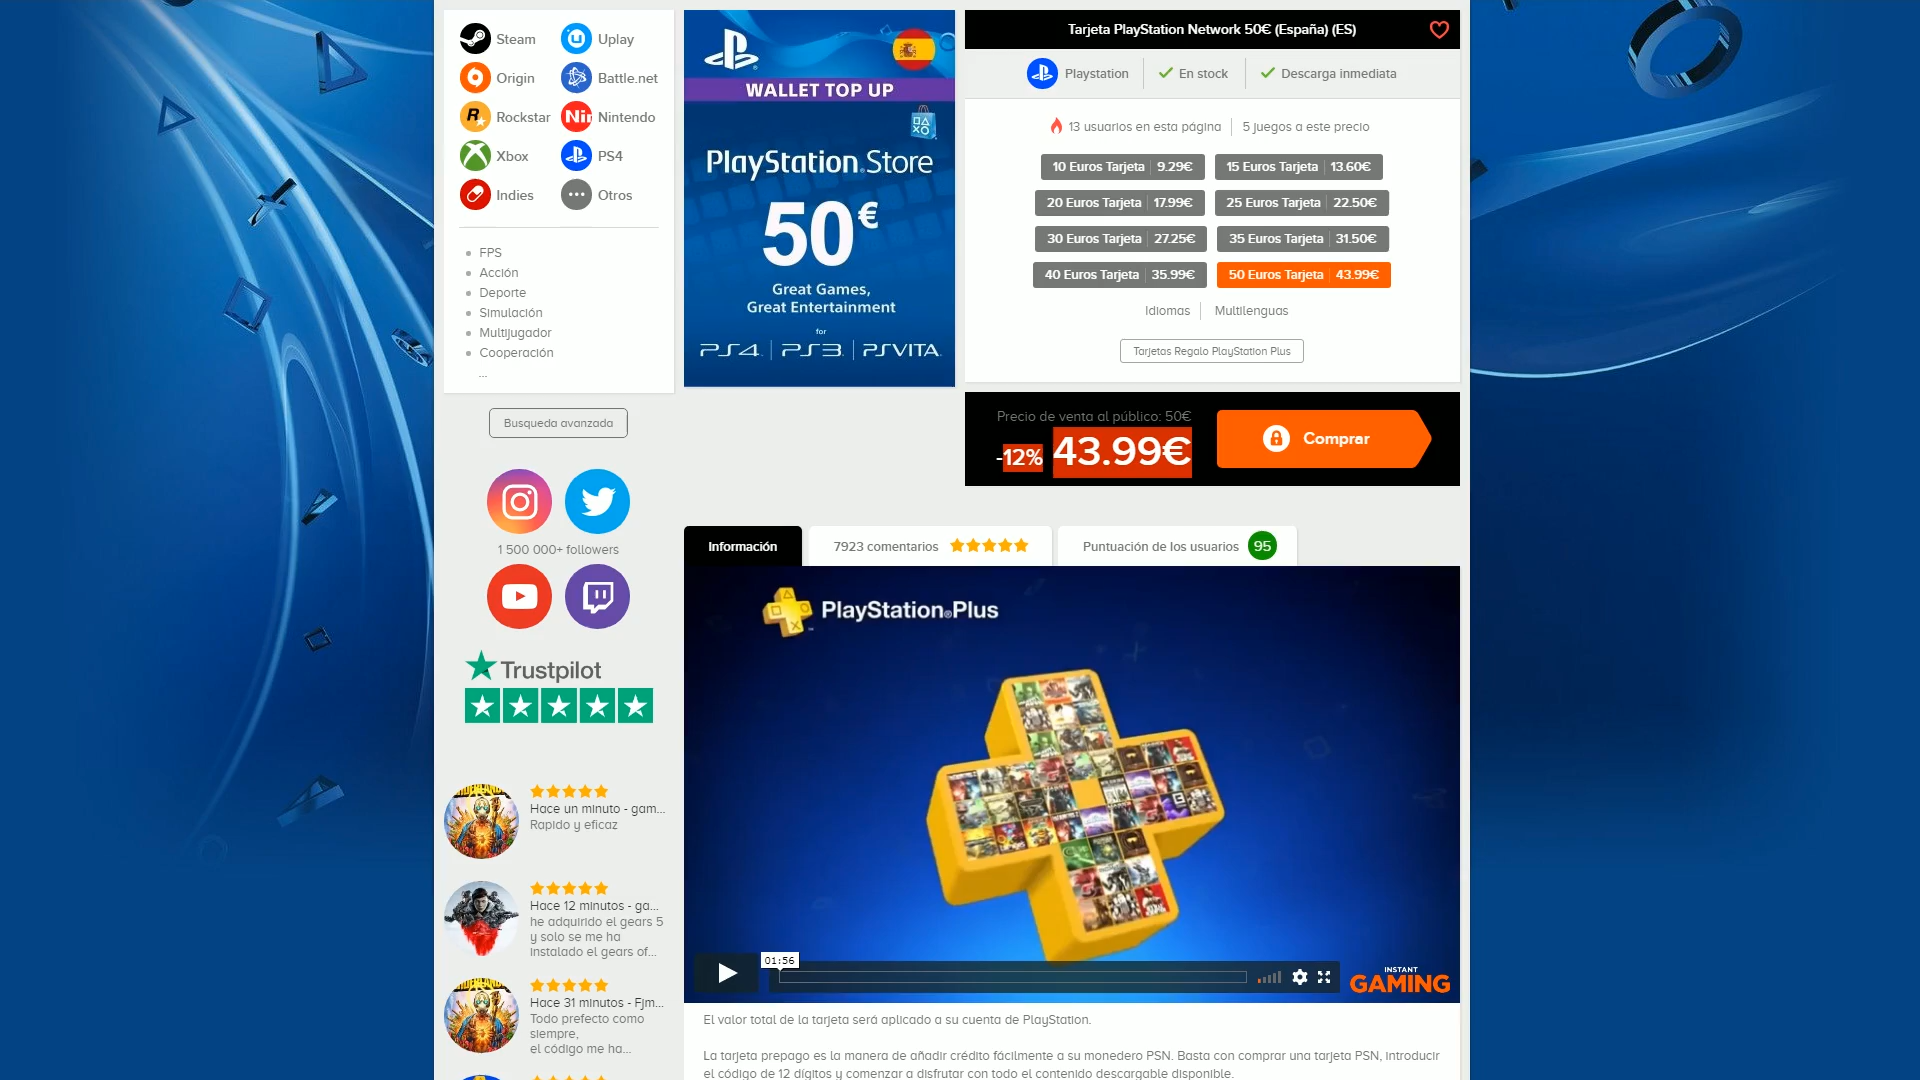 Steam
Uplay
Origin
Battle.net
Rockstar
Nintendo
Xbox
PS4
Indies
Otros
FPS
Acción
Deporte
Simulación
Multijugador
Cooperación
...
Busqueda avanzada
1 500 000+ followers
Trustpilot
Hace un minuto - gam...
Rapido y eficaz
Hace 12 minutos - ga...
he adquirido el gears 5
y solo se me ha
instalado el gears of...
Hace 31 minutos - Fjm...
Todo prefecto como
siempre,
el código me ha...
WALLET TOP UP
PlayStation Store
50€
Great Games,
Great Entertainment
for
PS4 | PS3 | PSVITA
Tarjeta PlayStation Network 50€ (España) (ES)
Playstation
En stock
Descarga inmediata
13 usuarios en esta página
5 juegos a este precio
10 Euros Tarjeta | 9.29€
15 Euros Tarjeta | 13.60€
20 Euros Tarjeta | 17.99€
25 Euros Tarjeta | 22.50€
30 Euros Tarjeta | 27.25€
35 Euros Tarjeta | 31.50€
40 Euros Tarjeta | 35.99€
50 Euros Tarjeta | 43.99€
Idiomas
Multilenguas
Tarjetas Regalo PlayStation Plus
Precio de venta al público: 50€
-12% 43.99€
Comprar
Información
7923 comentarios
Puntuación de los usuarios 95
PlayStation Plus
01:56
INSTANT
GAMING
El valor total de la tarjeta será aplicado a su cuenta de PlayStation.
La tarjeta prepago es la manera de añadir crédito fácilmente a su monedero PSN. Basta con comprar una tarjeta PSN, introducir
el código de 12 dígitos y comenzar a disfrutar con todo el contenido descargable disponible.